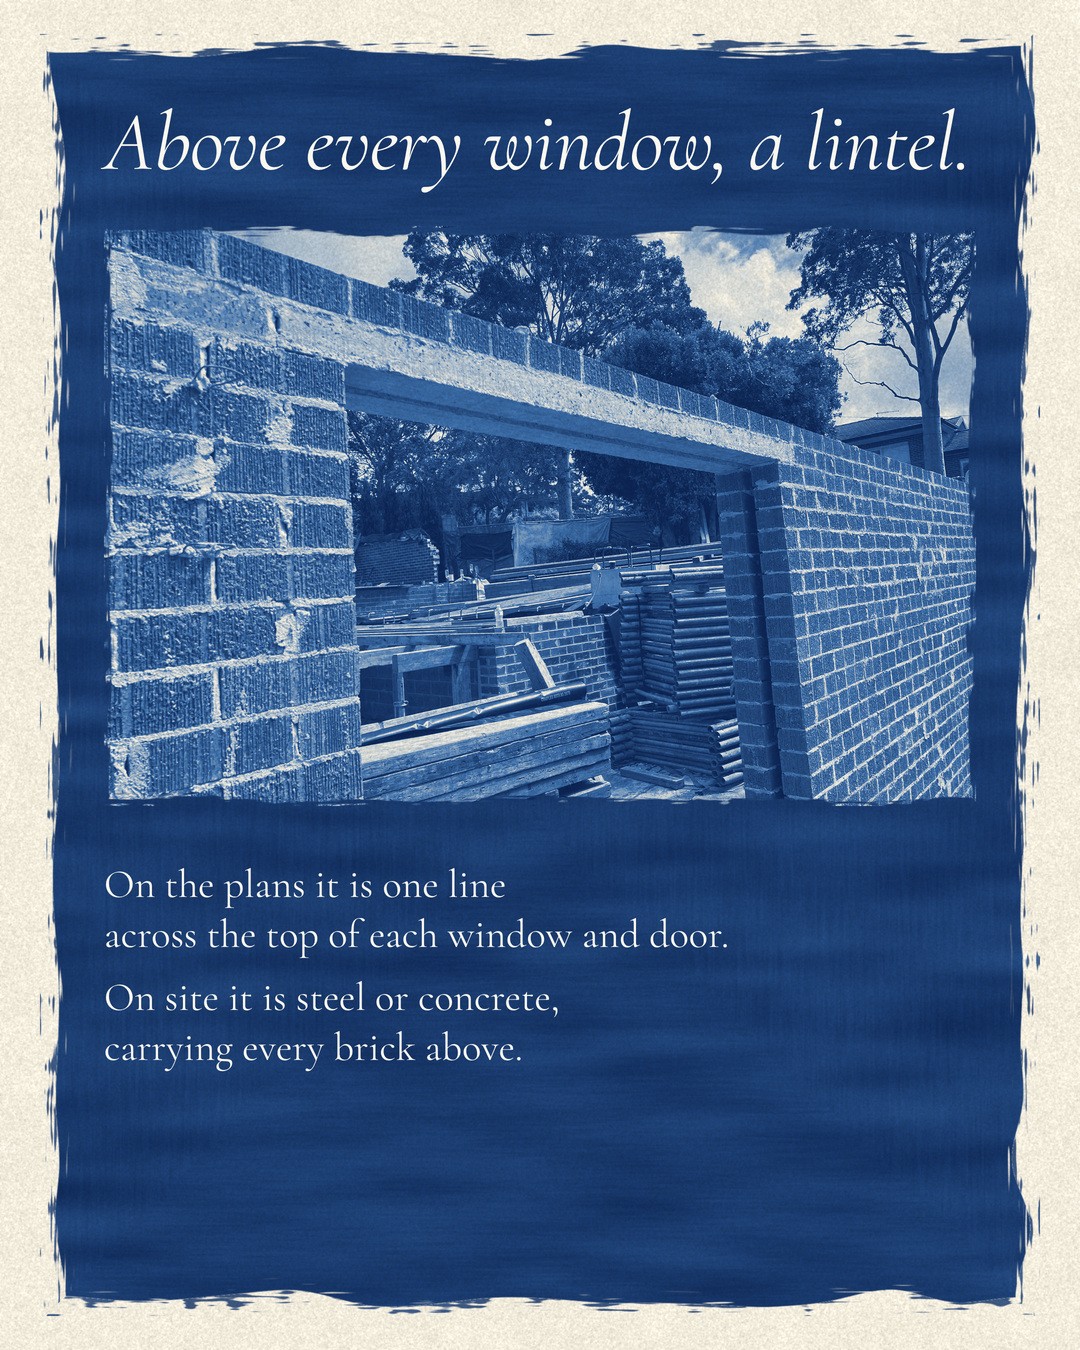 Above every window, a lintel.
On the plans it is one line
across the top of each window and door.
On site it is steel or concrete,
carrying every brick above.